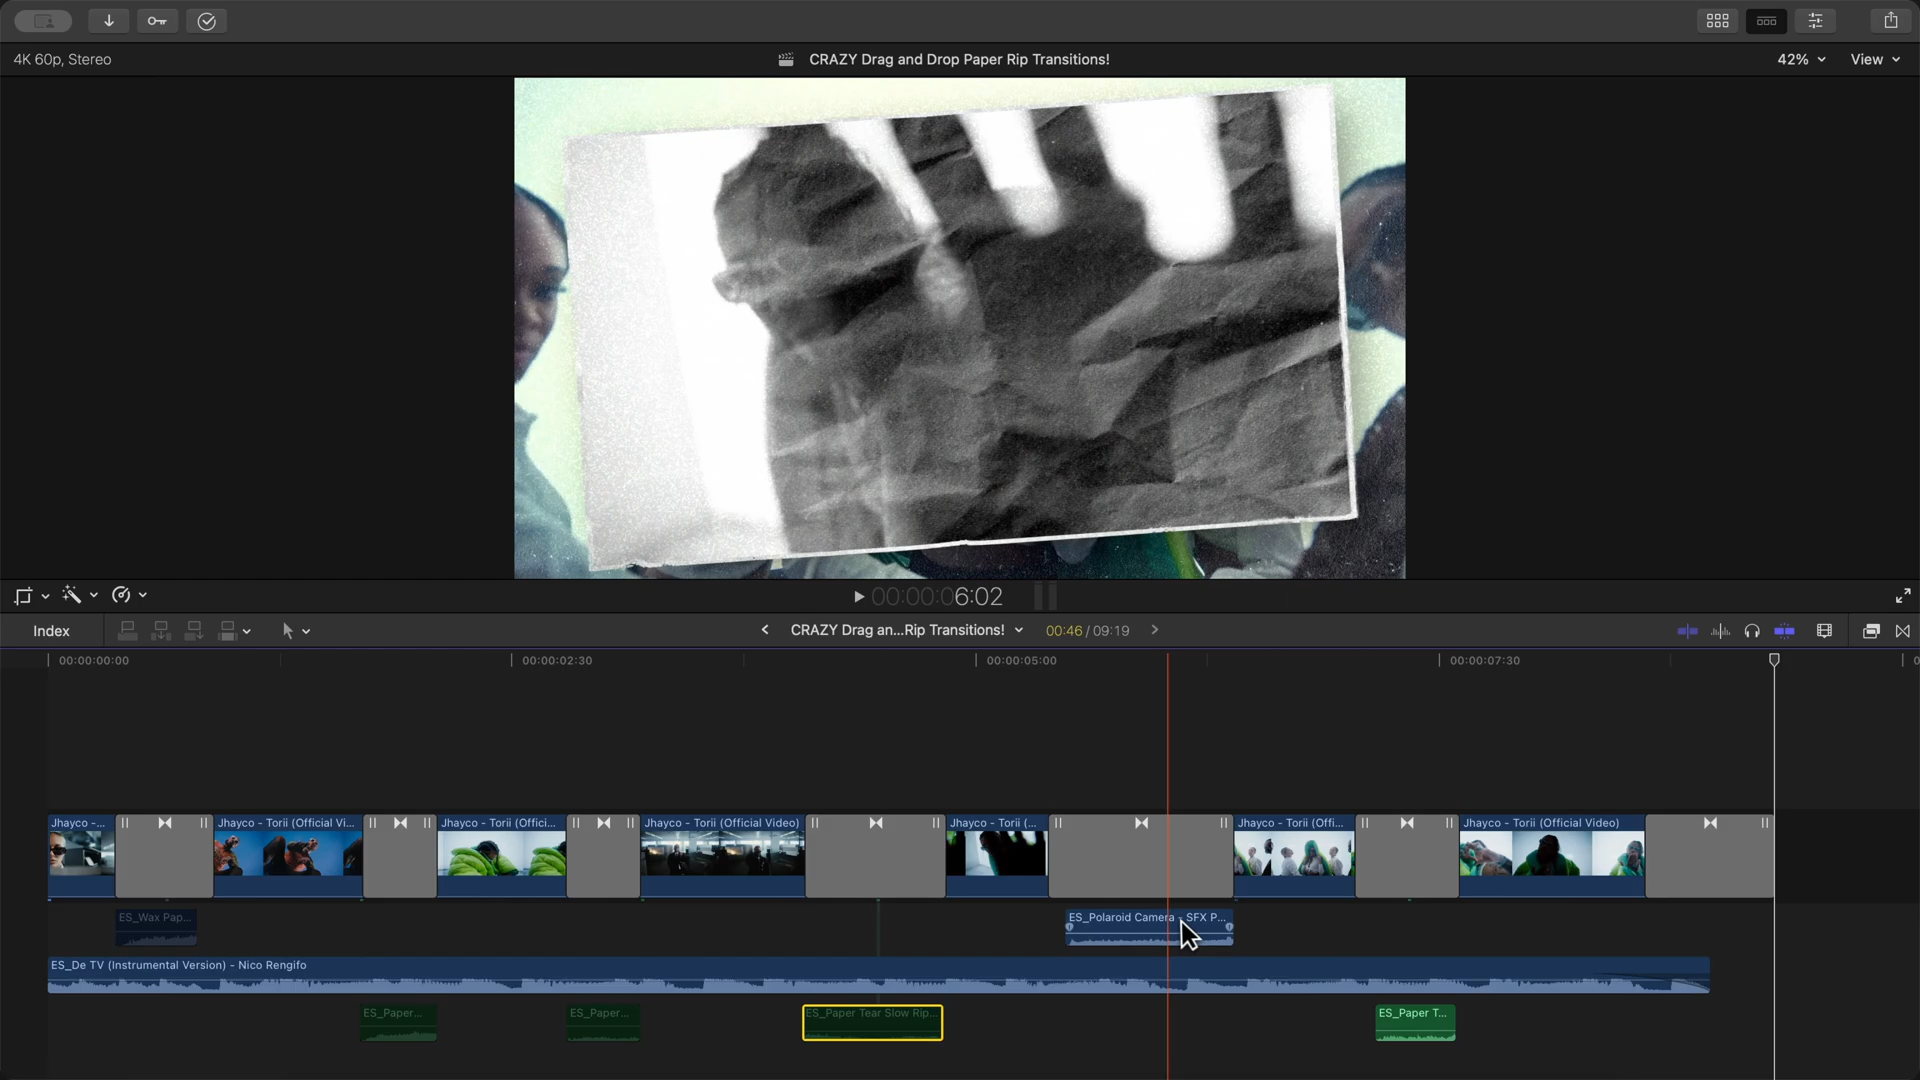 4K 60p, Stereo
CRAZY Drag and Drop Paper Rip Transitions!
42%
View
00:00:06:02
Index
CRAZY Drag an...Rip Transitions!
00:46 / 09:19
00:00:00:00
00:00:02:30
00:00:05:00
00:00:07:30
Jhayco -...
Jhayco - Torii (Official Vi...
Jhayco - Torii (Offici...
Jhayco - Torii (Official Video)
Jhayco - Torii (...
Jhayco - Torii (Offi...
Jhayco - Torii (Official Video)
ES_Wax Pap...
ES_Polaroid Camera - SFX P...
ES_De TV (Instrumental Version) - Nico Rengifo
ES_Paper...
ES_Paper...
ES_Paper Tear Slow Rip...
ES_Paper T...